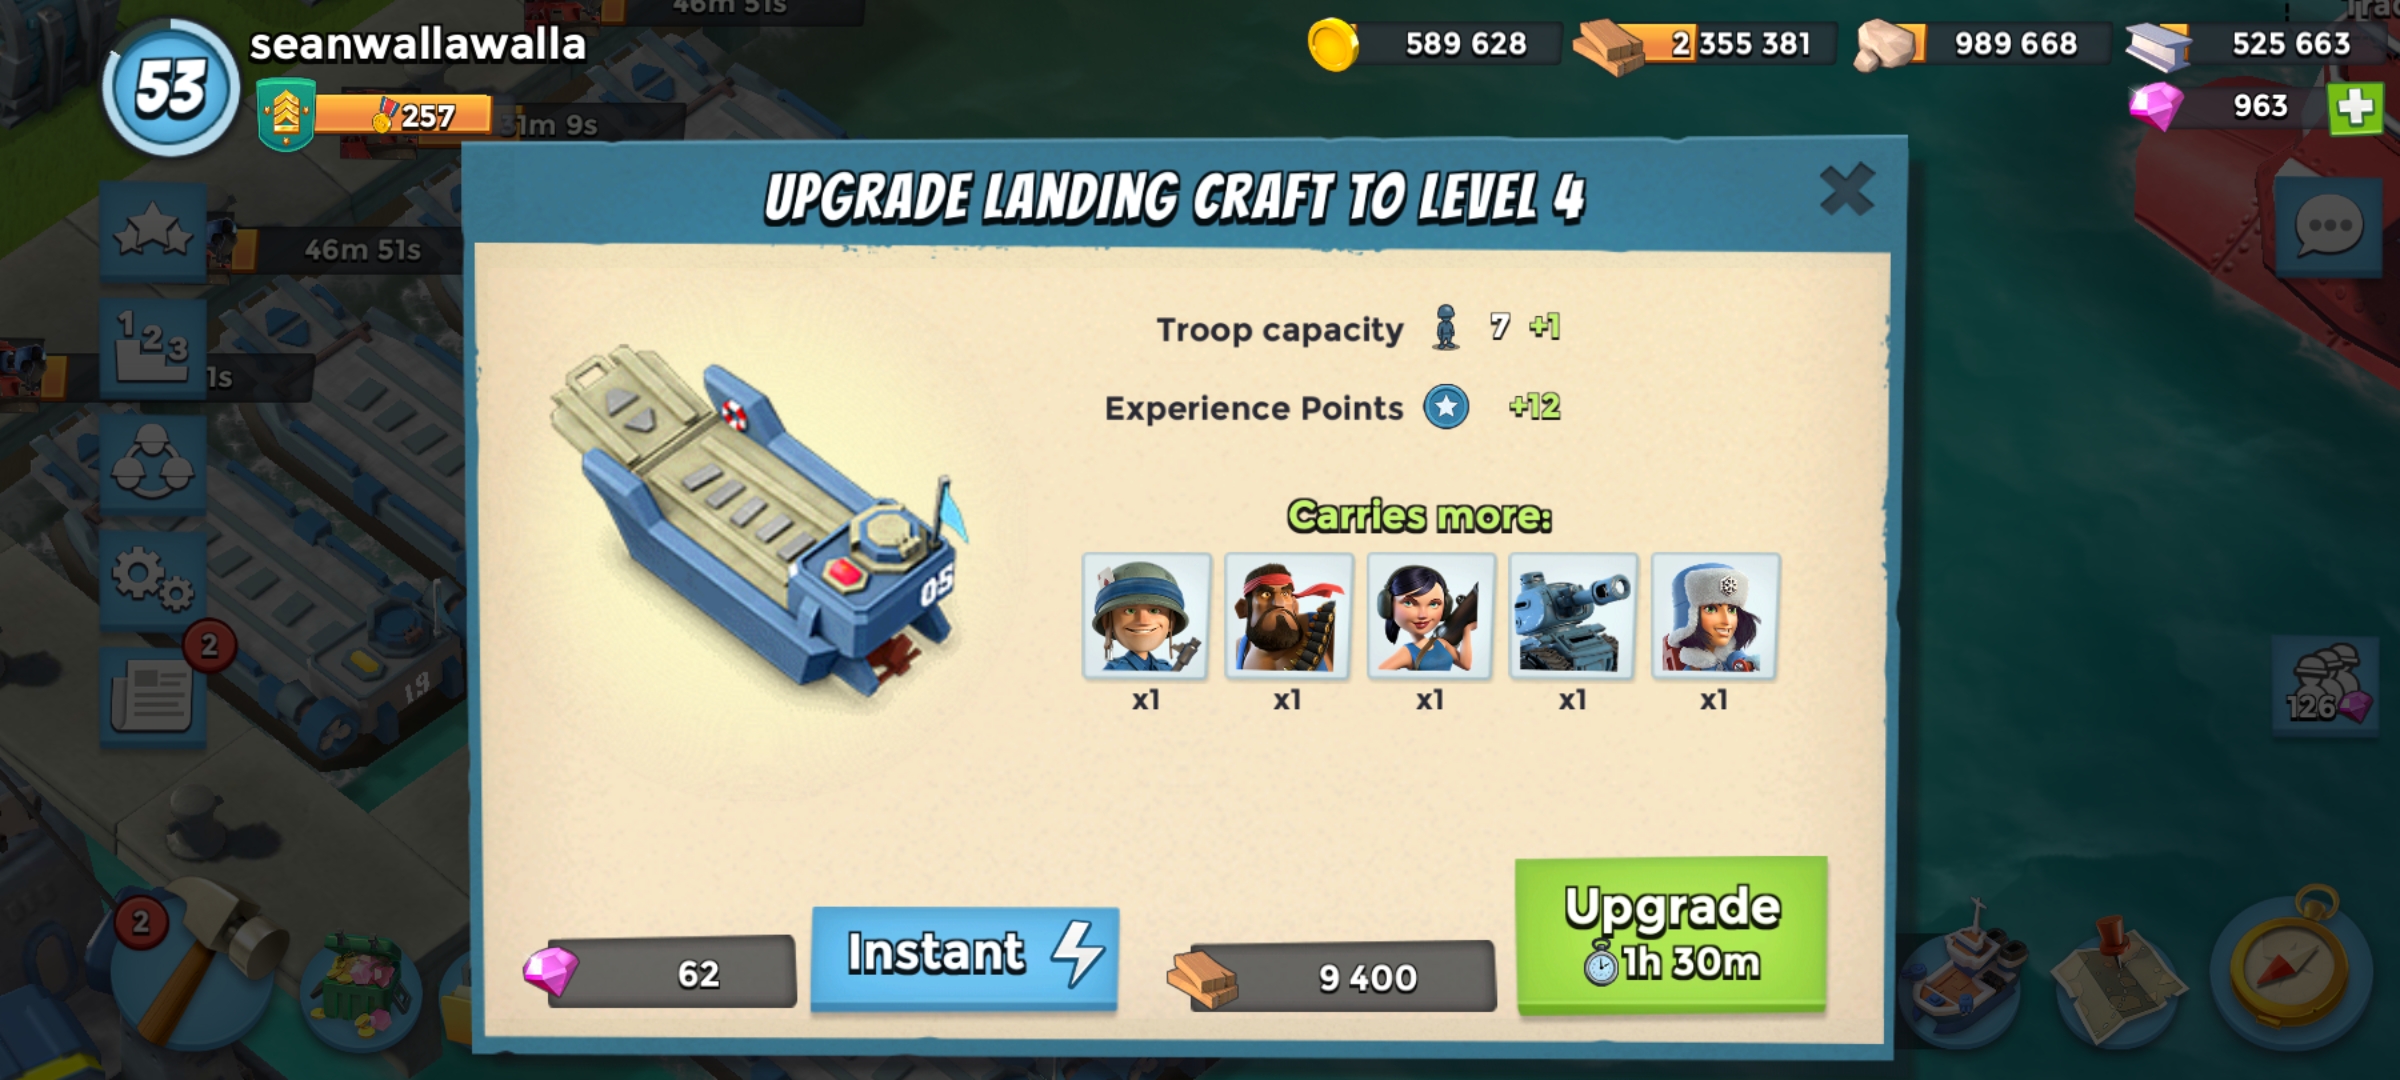 46m 51s
53
seanwallawalla
257
31m 9s
589 628
2 355 381
989 668
525 663
963
UPGRADE LANDING CRAFT TO LEVEL 4
46m 51s
1 2 3
1s
2
19
Troop capacity 7 +1
Experience Points +12
Carries more:
x1 x1 x1 x1 x1
05
126
2
62
Instant
9 400
Upgrade
1h 30m